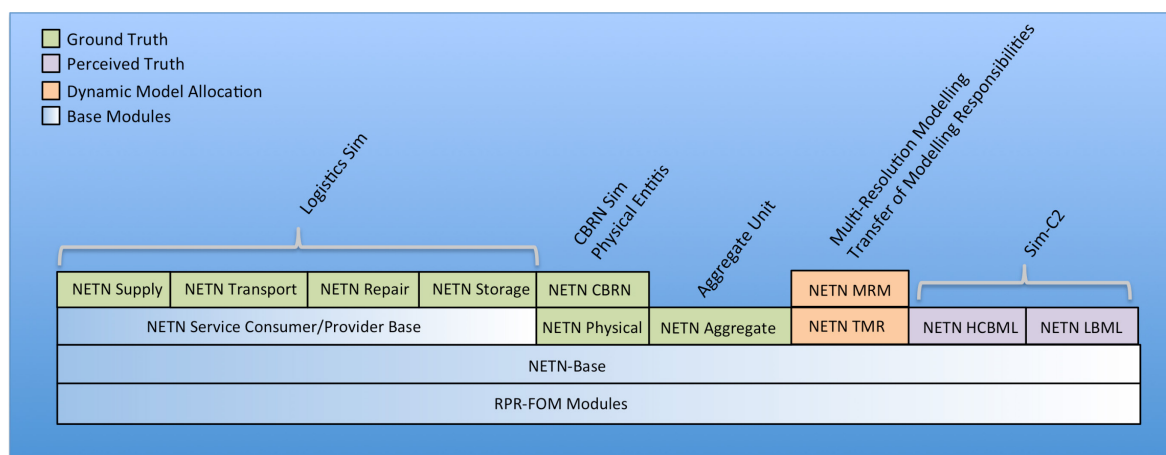 Ground Truth
Perceived Truth
Dynamic Model Allocation
Base Modules
Logistics Sim
CBRN Sim
Physical Entitis
Aggregate Unit
Multi-Resolution Modelling
Transfer of Modelling Responsibilities
Sim-C2
NETN Supply
NETN Transport
NETN Repair
NETN Storage
NETN CBRN
NETN MRM
NETN Service Consumer/Provider Base
NETN Physical
NETN Aggregate
NETN TMR
NETN HCBML
NETN LBML
NETN-Base
RPR-FOM Modules